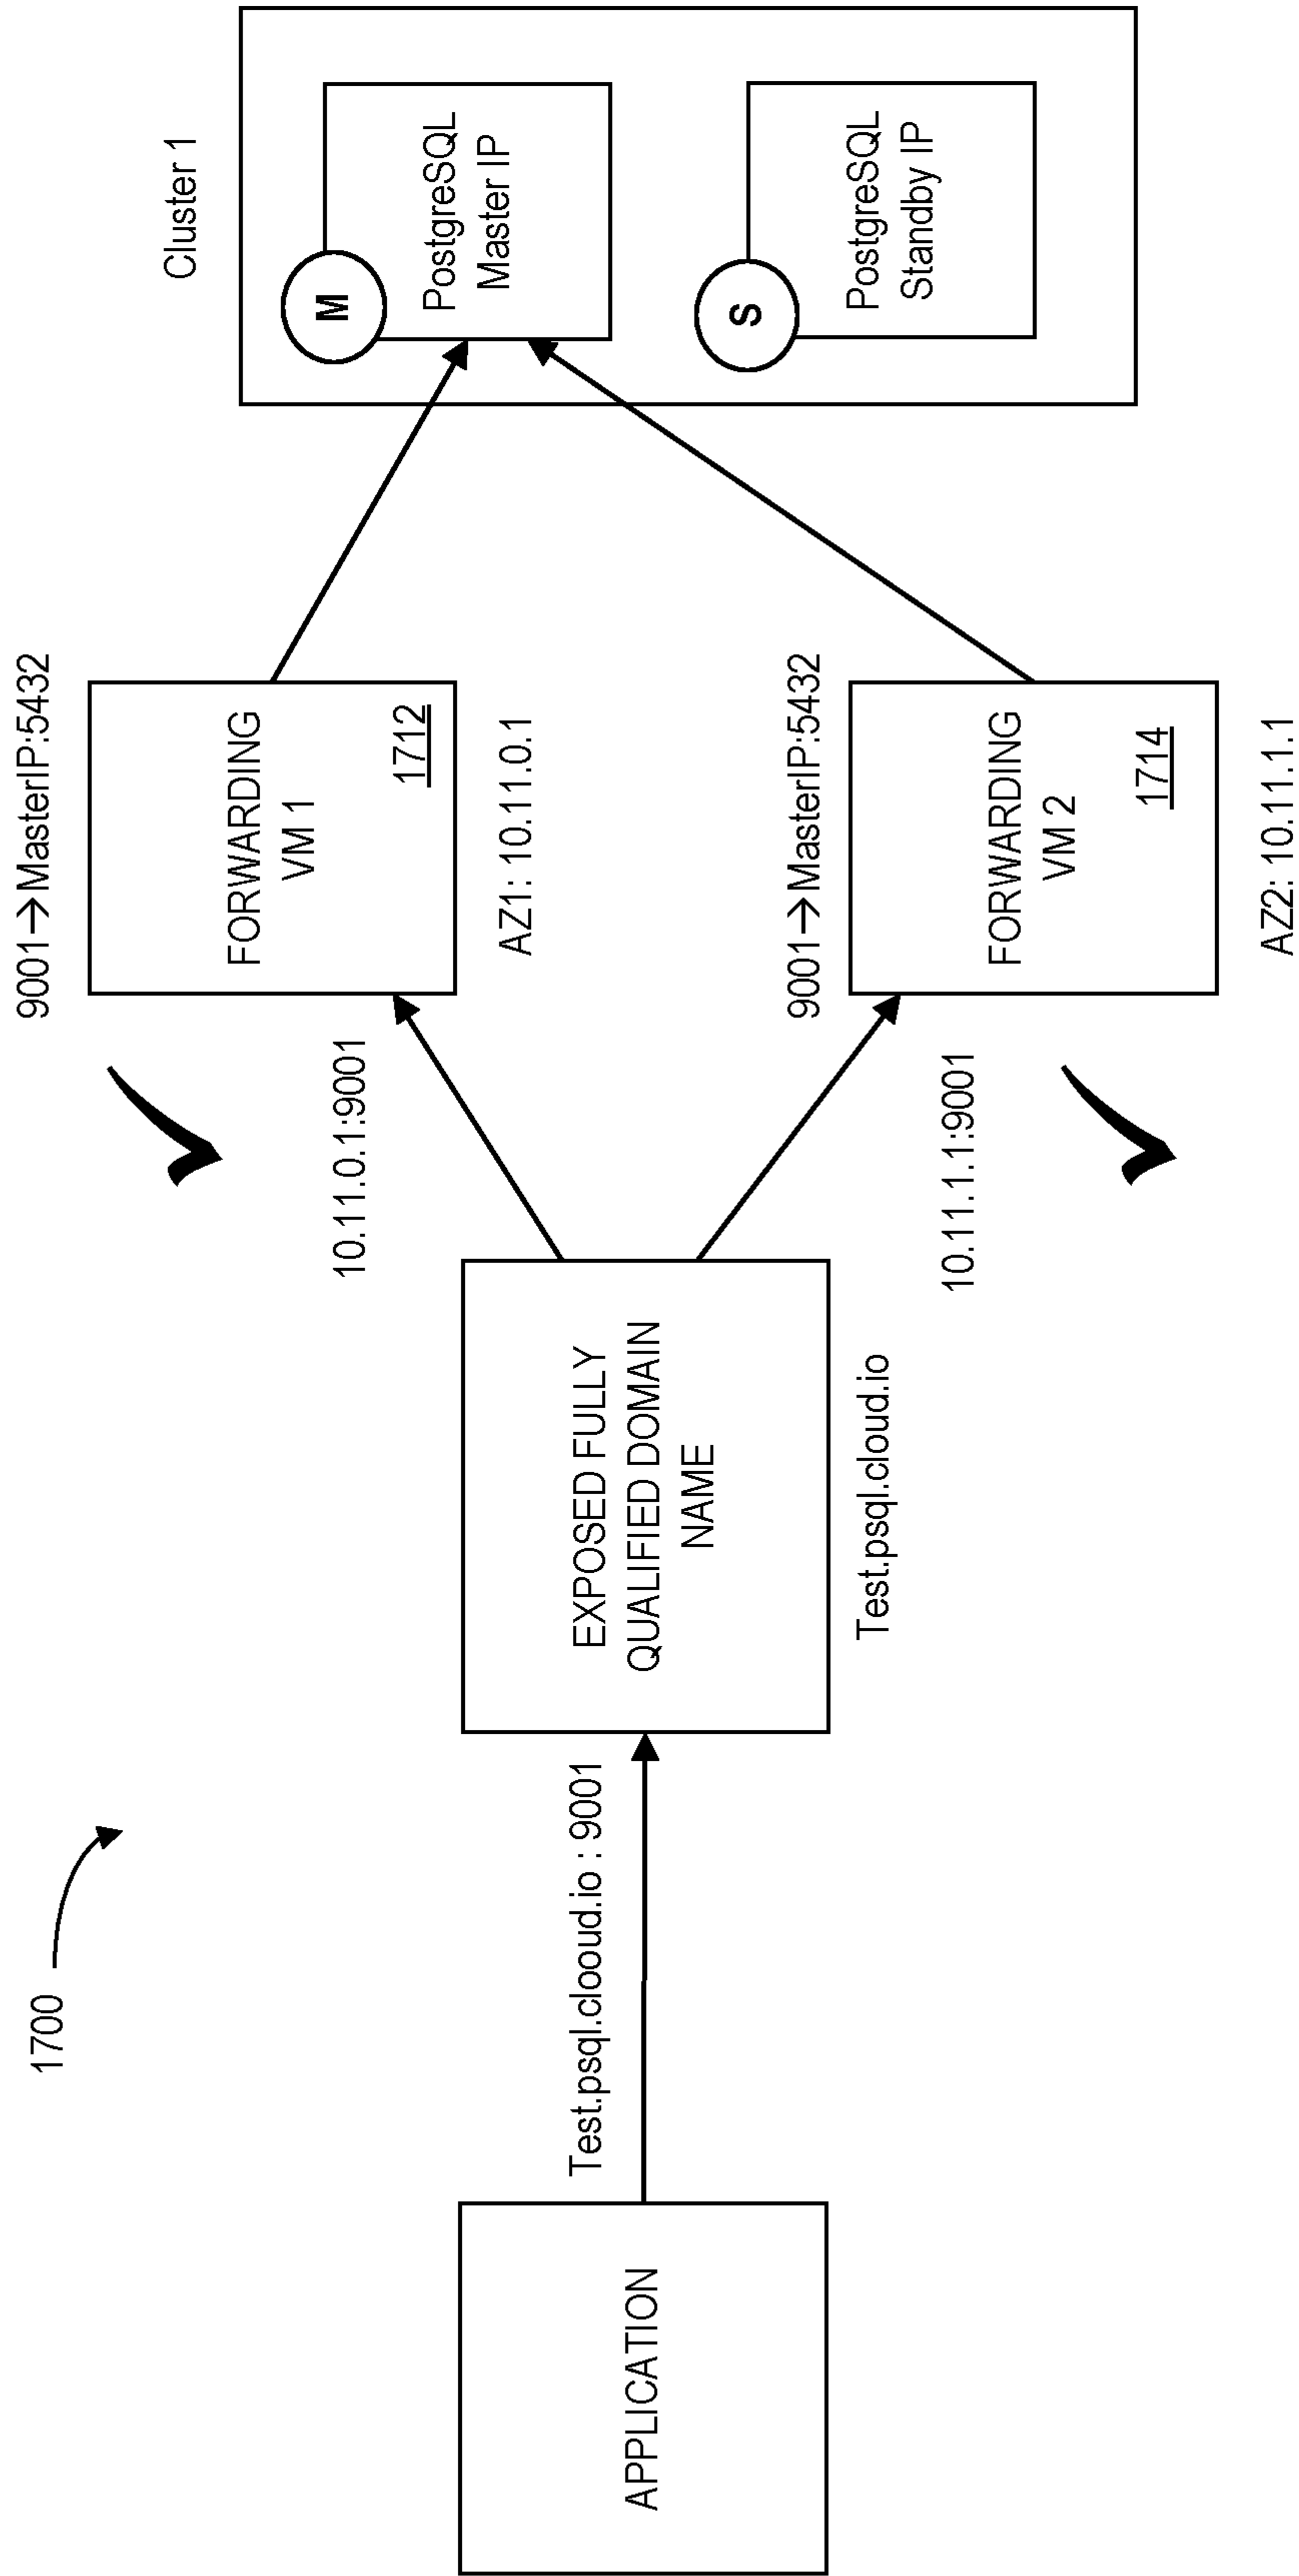 1700
APPLICATION
Test.psql.clooud.io : 9001
EXPOSED FULLY
QUALIFIED DOMAIN
NAME
Test.psql.cloud.io
10.11.0.1:9001
10.11.1.1:9001
9001→MasterIP:5432
FORWARDING
VM 1
1712
AZ1: 10.11.0.1
9001→MasterIP:5432
FORWARDING
VM 2
1714
AZ2: 10.11.1.1
Cluster 1
M
PostgreSQL
Master IP
S
PostgreSQL
Standby IP